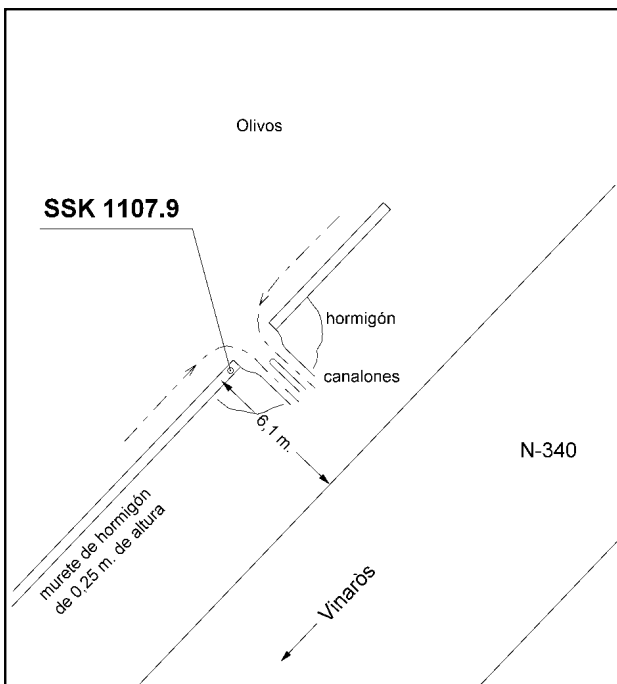 Olivos
SSK 1107.9
hormigón
canalones
6,1 m.
N-340
murete de hormigón
de 0,25 m. de altura
Vinaròs